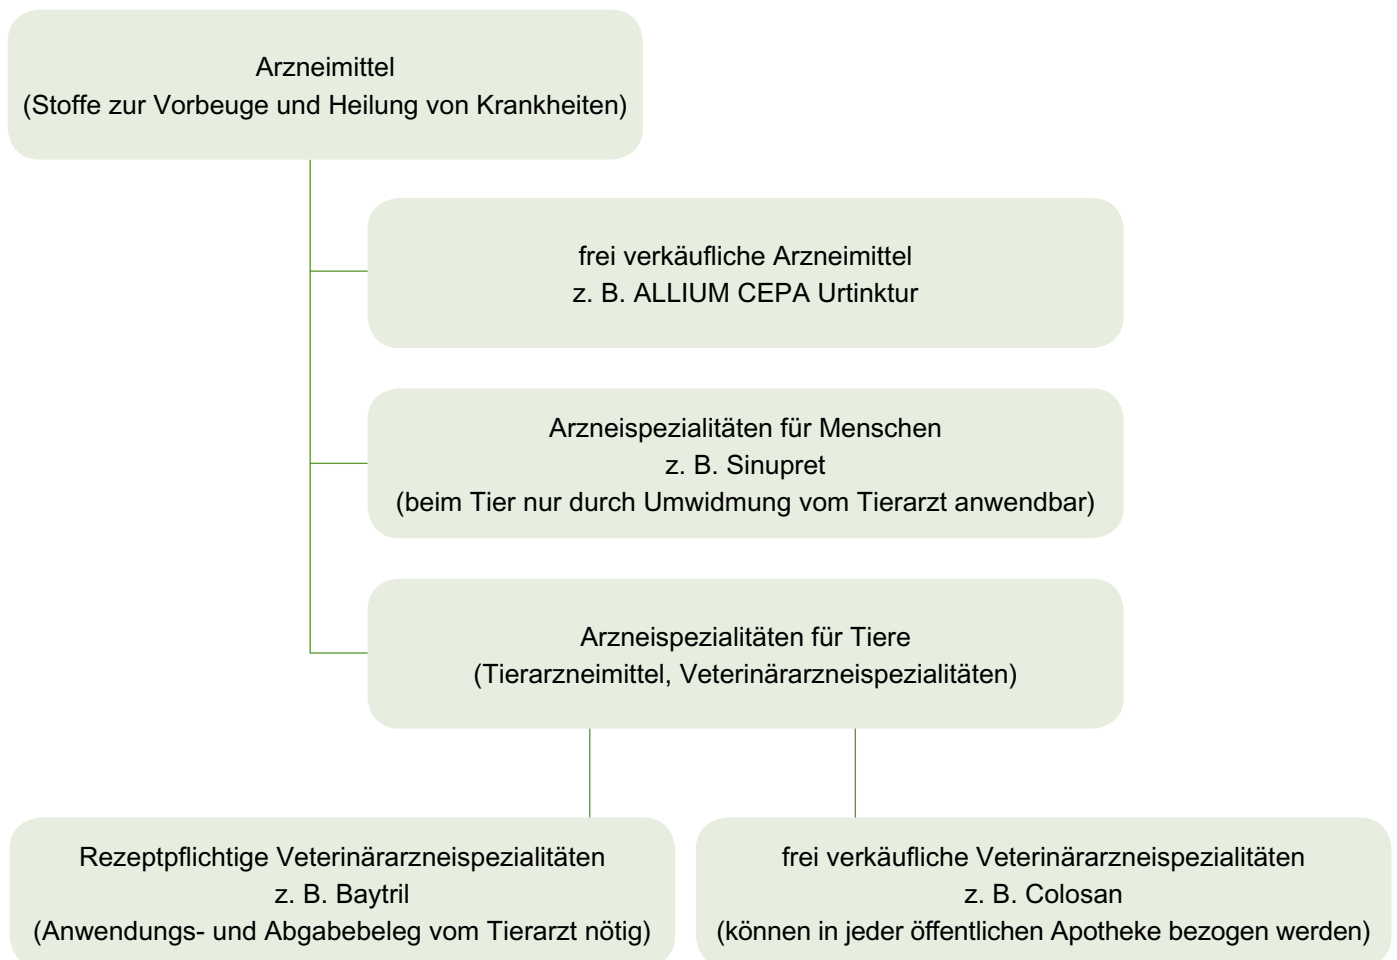 Arzneimittel
(Stoffe zur Vorbeuge und Heilung von Krankheiten)
frei verkäufliche Arzneimittel
z. B. ALLIUM CEPA Urtinktur
Arzneispezialitäten für Menschen
z. B. Sinupret
(beim Tier nur durch Umwidmung vom Tierarzt anwendbar)
Arzneispezialitäten für Tiere
(Tierarzneimittel, Veterinärarzneispezialitäten)
Rezeptpflichtige Veterinärarzneispezialitäten
z. B. Baytril
(Anwendungs- und Abgabebeleg vom Tierarzt nötig)
frei verkäufliche Veterinärarzneispezialitäten
z. B. Colosan
(können in jeder öffentlichen Apotheke bezogen werden)